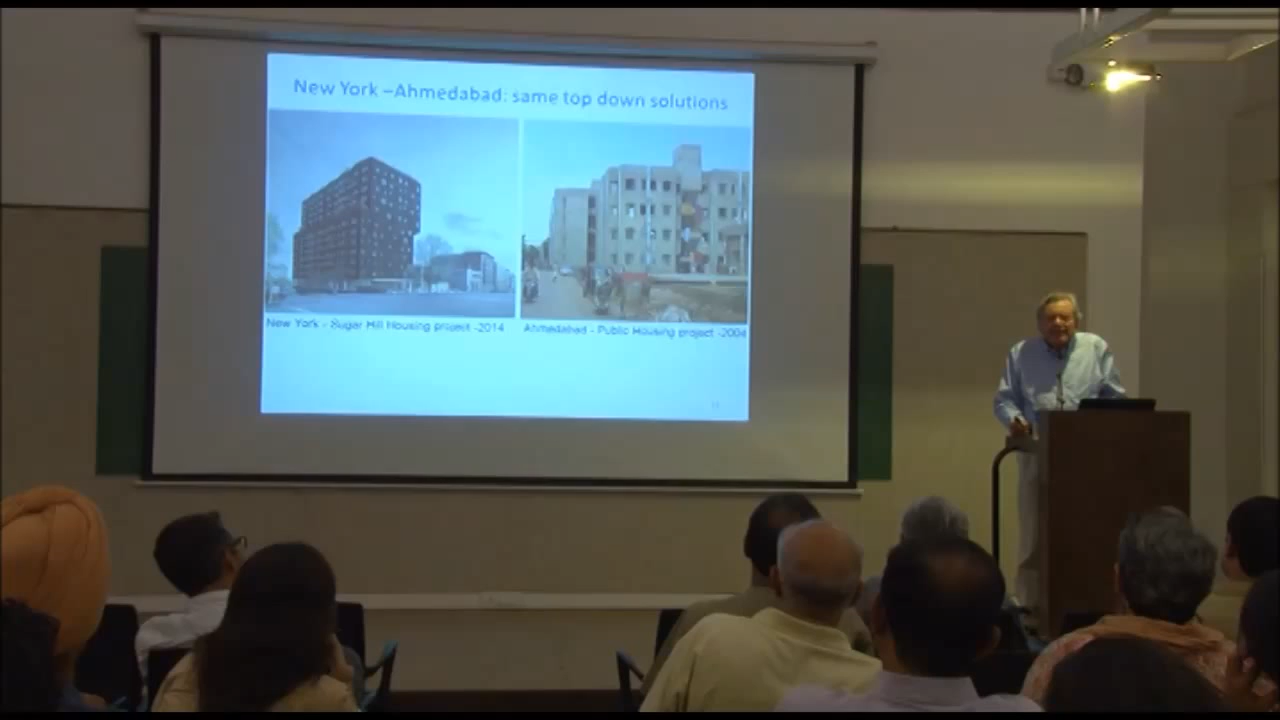 New York –Ahmedabad: same top down solutions
New York - Sugar Hill Housing project -2014
Ahmedabad - Public Housing project -2004